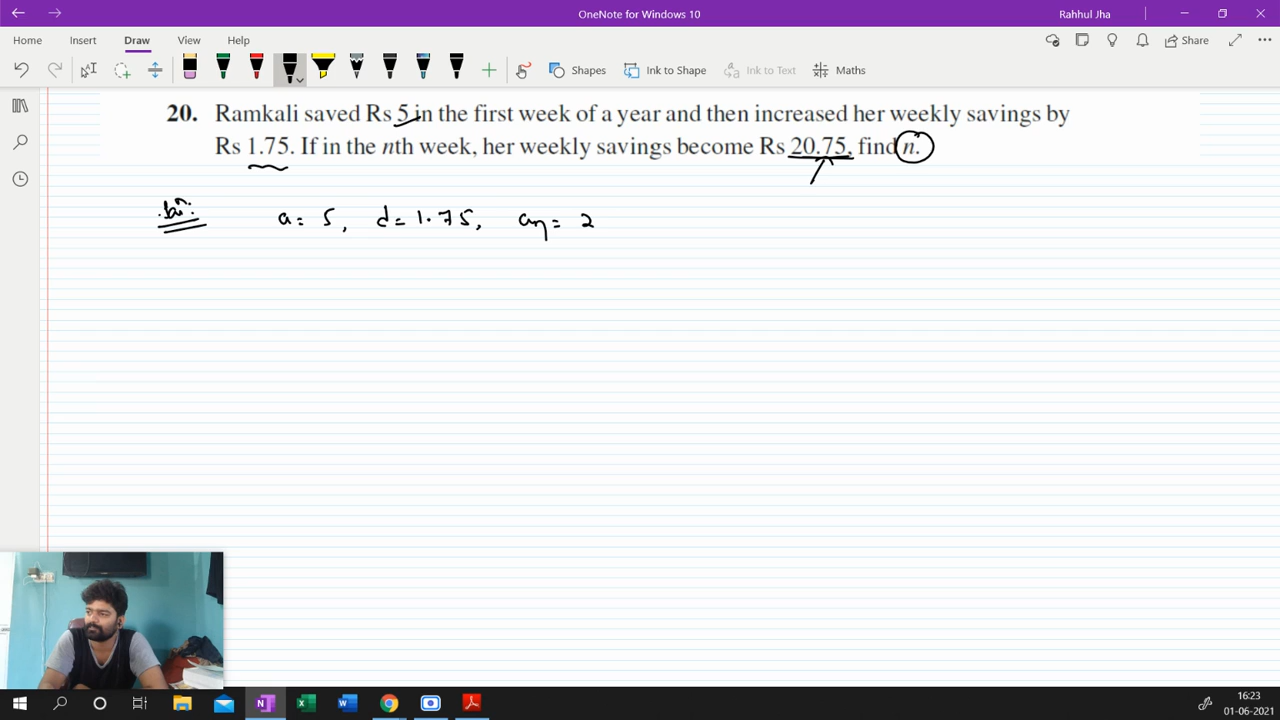 OneNote for Windows 10
Rahhul Jha
Home Insert Draw View Help
Share
Shapes Ink to Shape Ink to Text Maths
20. Ramkali saved Rs 5 in the first week of a year and then increased her weekly savings by
Rs 1.75. If in the nth week, her weekly savings become Rs 20.75, find n.
a = 5, d = 1.75, an = 2
16:23
01-06-2021